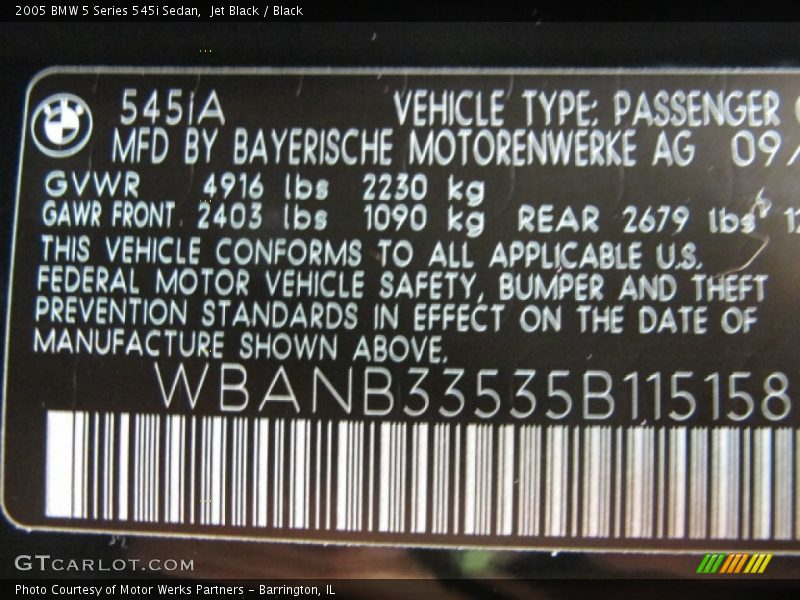 2005 BMW 5 Series 545i Sedan, Jet Black / Black
545iA VEHICLE TYPE: PASSENGER
MFD BY BAYERISCHE MOTORENWERKE AG 09/
GVWR 4916 lbs 2230 kg
GAWR FRONT 2403 lbs 1090 kg REAR 2679 lbs 12
THIS VEHICLE CONFORMS TO ALL APPLICABLE U.S.
FEDERAL MOTOR VEHICLE SAFETY, BUMPER AND THEFT
PREVENTION STANDARDS IN EFFECT ON THE DATE OF
MANUFACTURE SHOWN ABOVE.
WBANB33535B115158
GTcarlot.com
Photo Courtesy of Motor Werks Partners - Barrington, IL